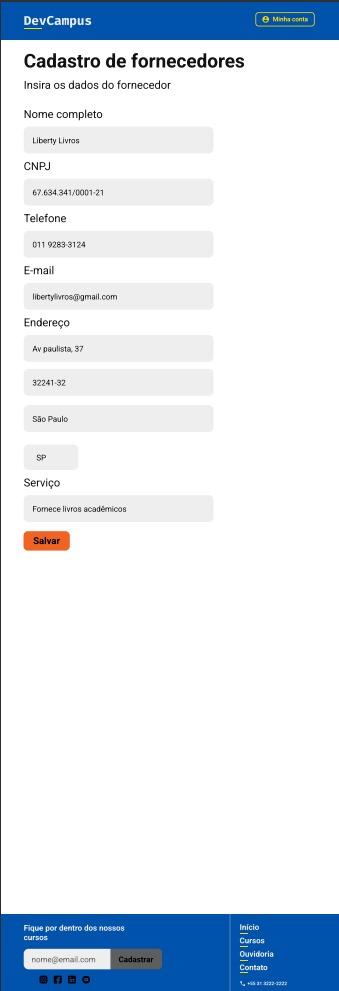 DevCampus
Minha conta
Cadastro de fornecedores
Insira os dados do fornecedor
Nome completo
Liberty Livros
CNPJ
67.634.341/0001-21
Telefone
011 9283-3124
E-mail
libertylivros@gmail.com
Endereço
Av paulista, 37
32241-32
São Paulo
SP
Serviço
Fornece livros acadêmicos
Salvar
Fique por dentro dos nossos
cursos
nome@email.com
Cadastrar
Início
Cursos
Ouvidoria
Contato
+55 31 3222-2222